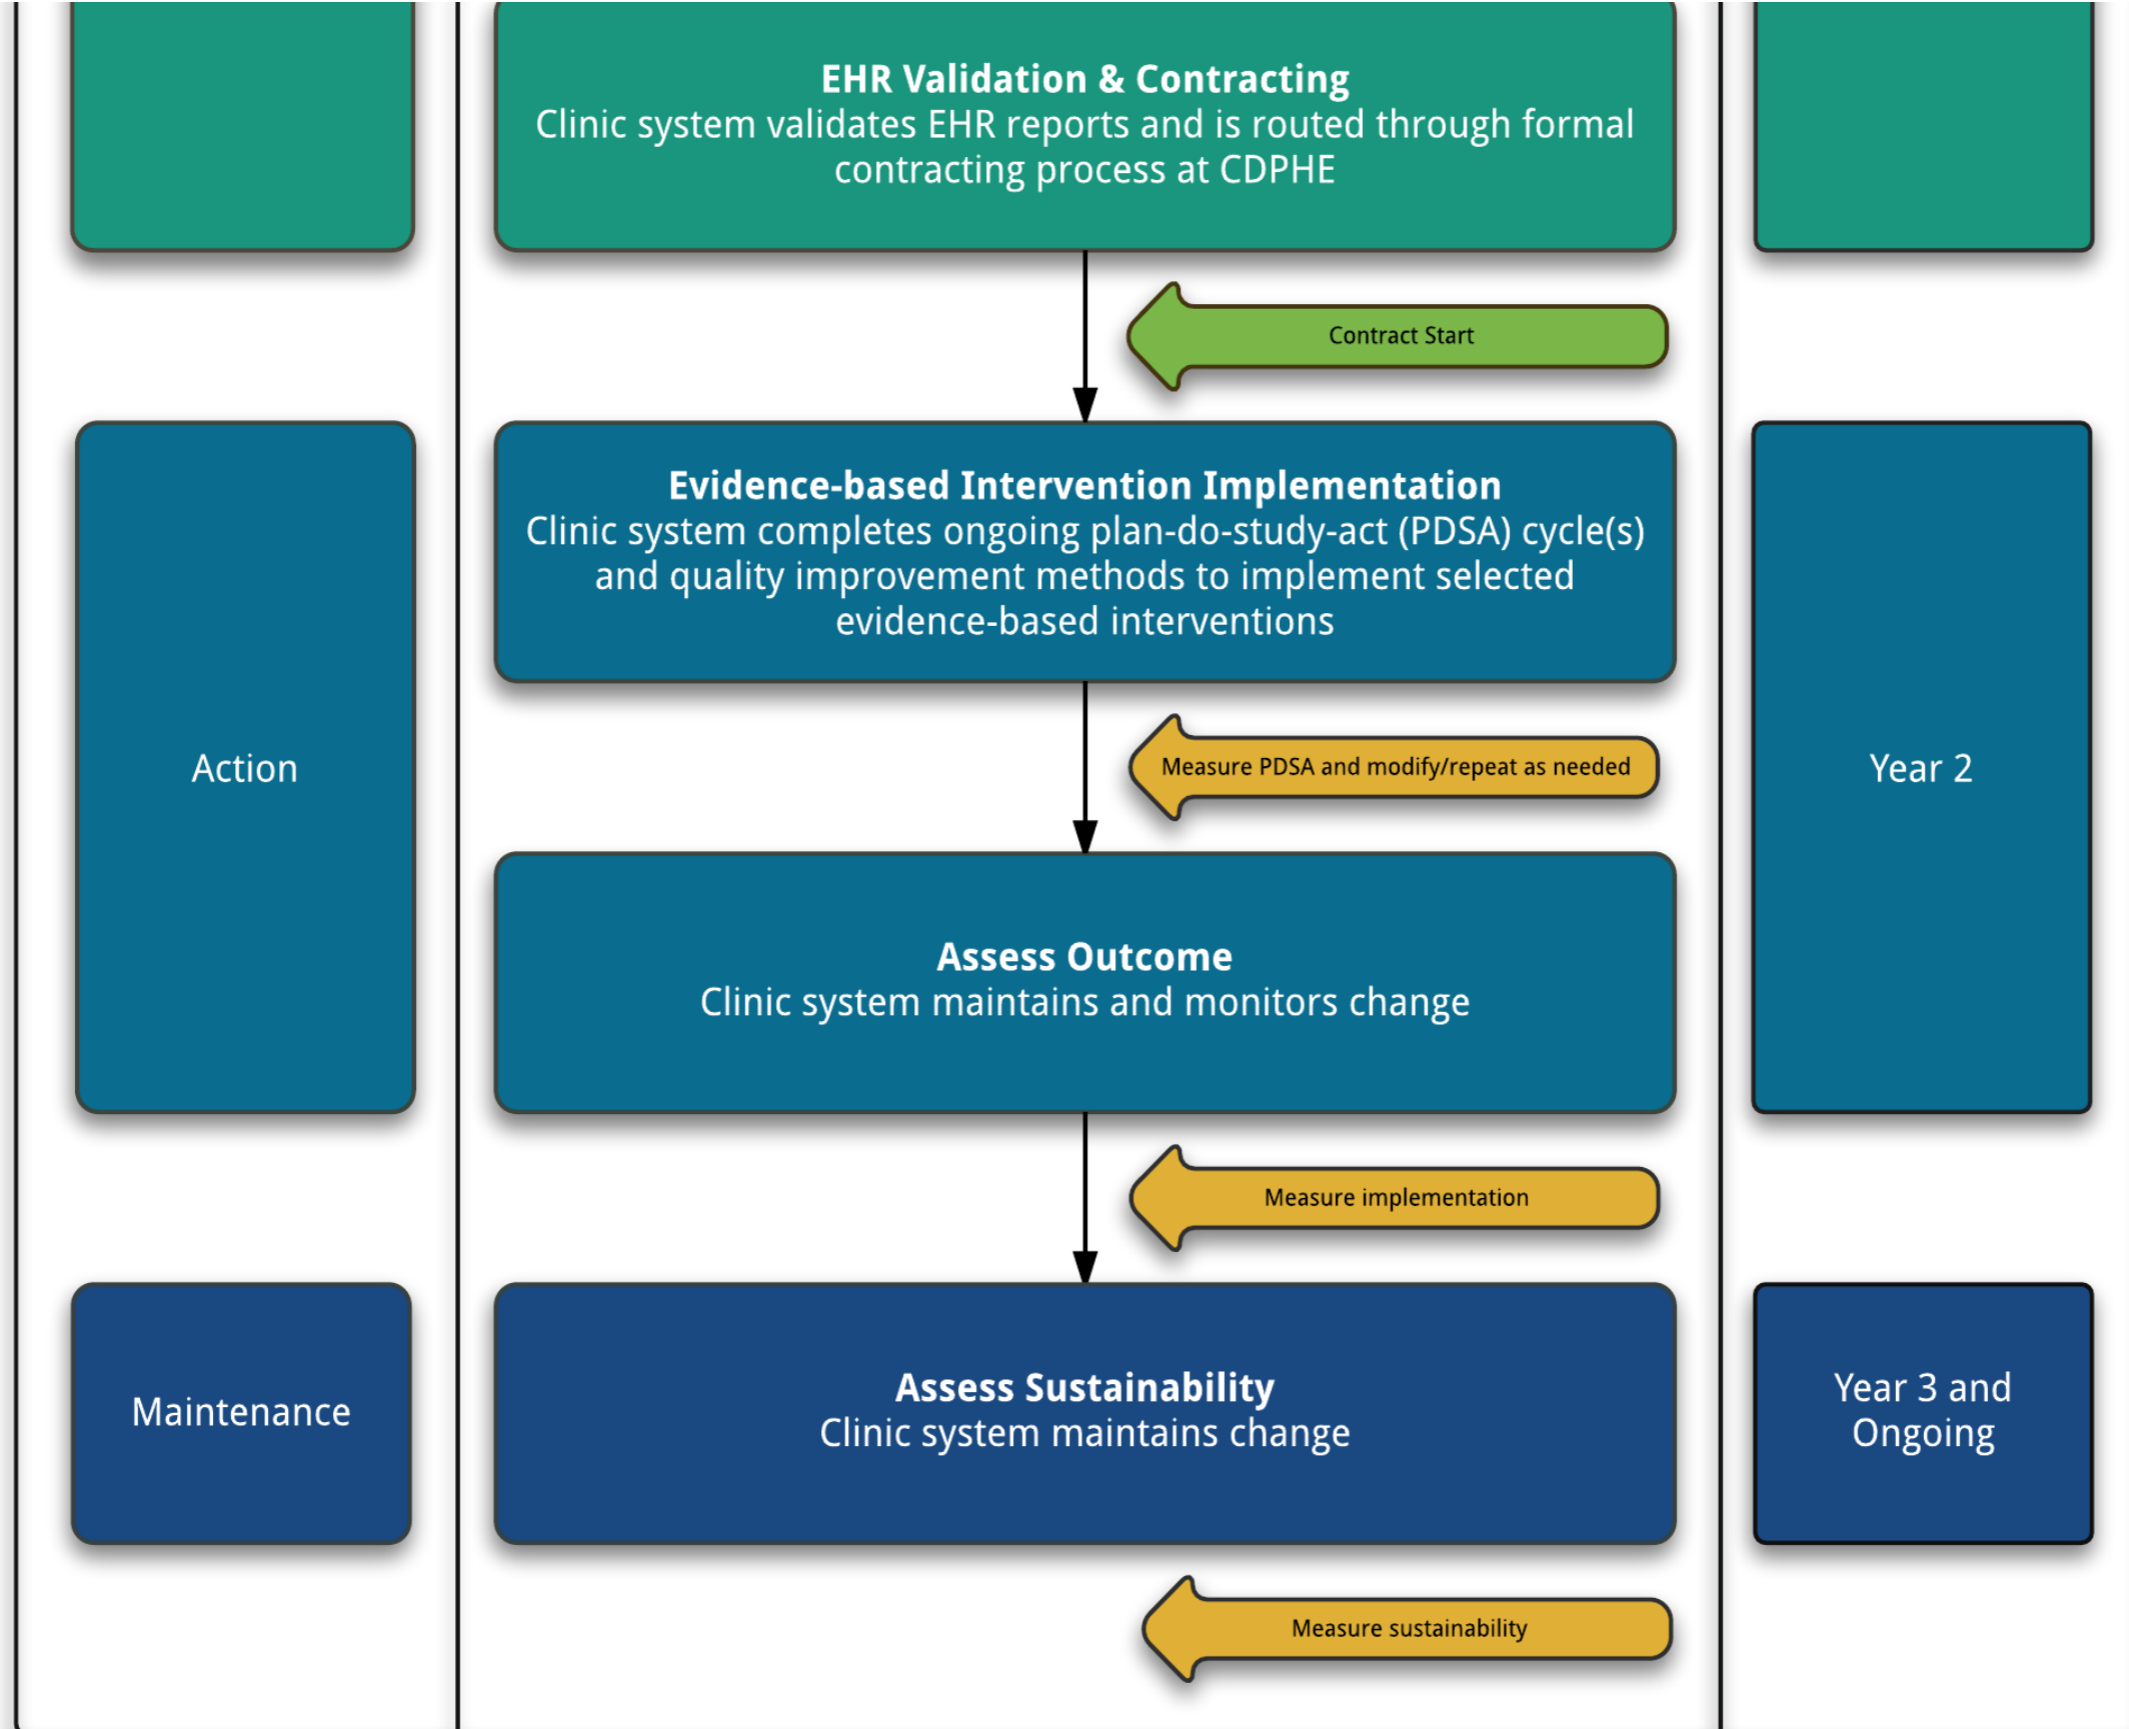 EHR Validation & Contracting
Clinic system validates EHR reports and is routed through formal
contracting process at CDPHE
Contract Start
Evidence-based Intervention Implementation
Clinic system completes ongoing plan-do-study-act (PDSA) cycle(s)
and quality improvement methods to implement selected
evidence-based interventions
Action
Measure PDSA and modify/repeat as needed
Year 2
Assess Outcome
Clinic system maintains and monitors change
Measure implementation
Maintenance
Assess Sustainability
Clinic system maintains change
Year 3 and
Ongoing
Measure sustainability